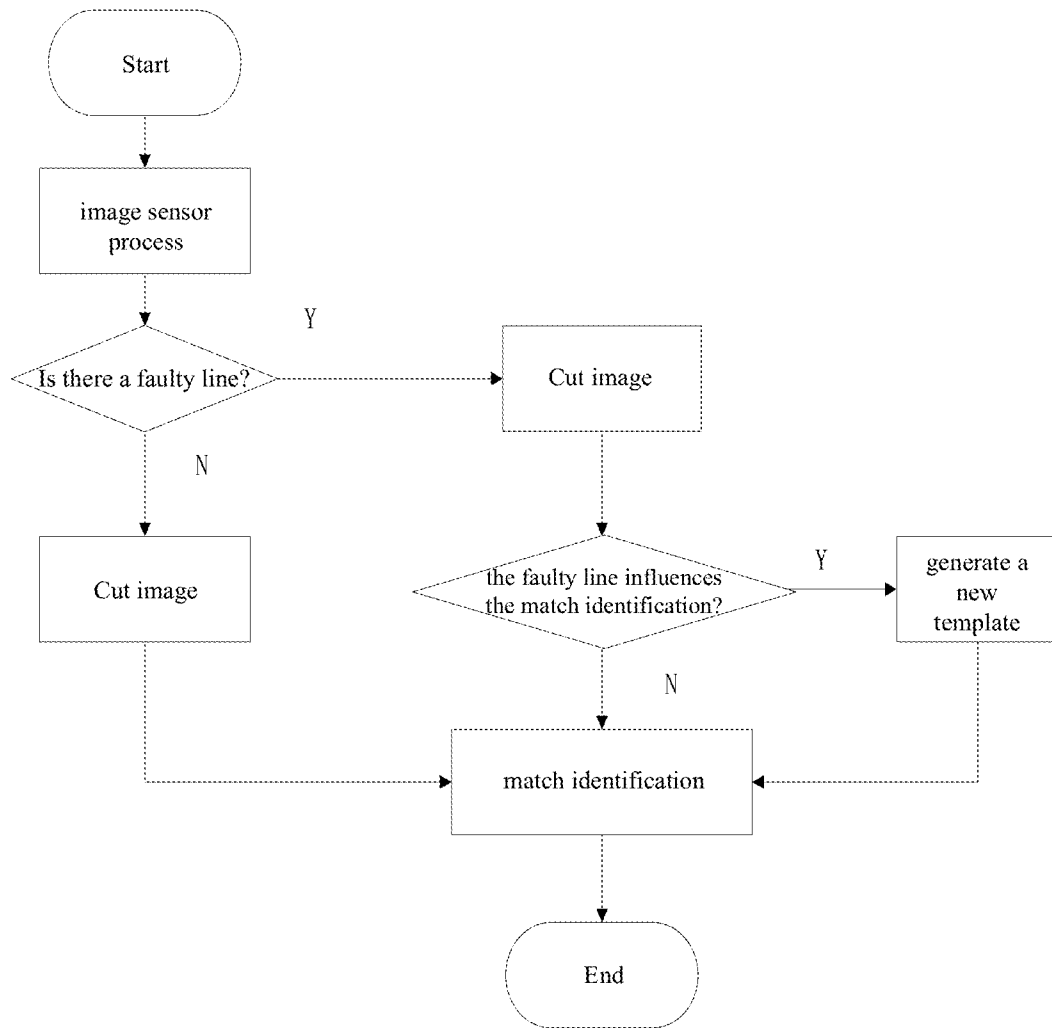 Start
image sensor
process
Y
Is there a faulty line?
Cut image
N
Cut image
the faulty line influences
the match identification?
Y
generate a
new
template
N
match identification
End